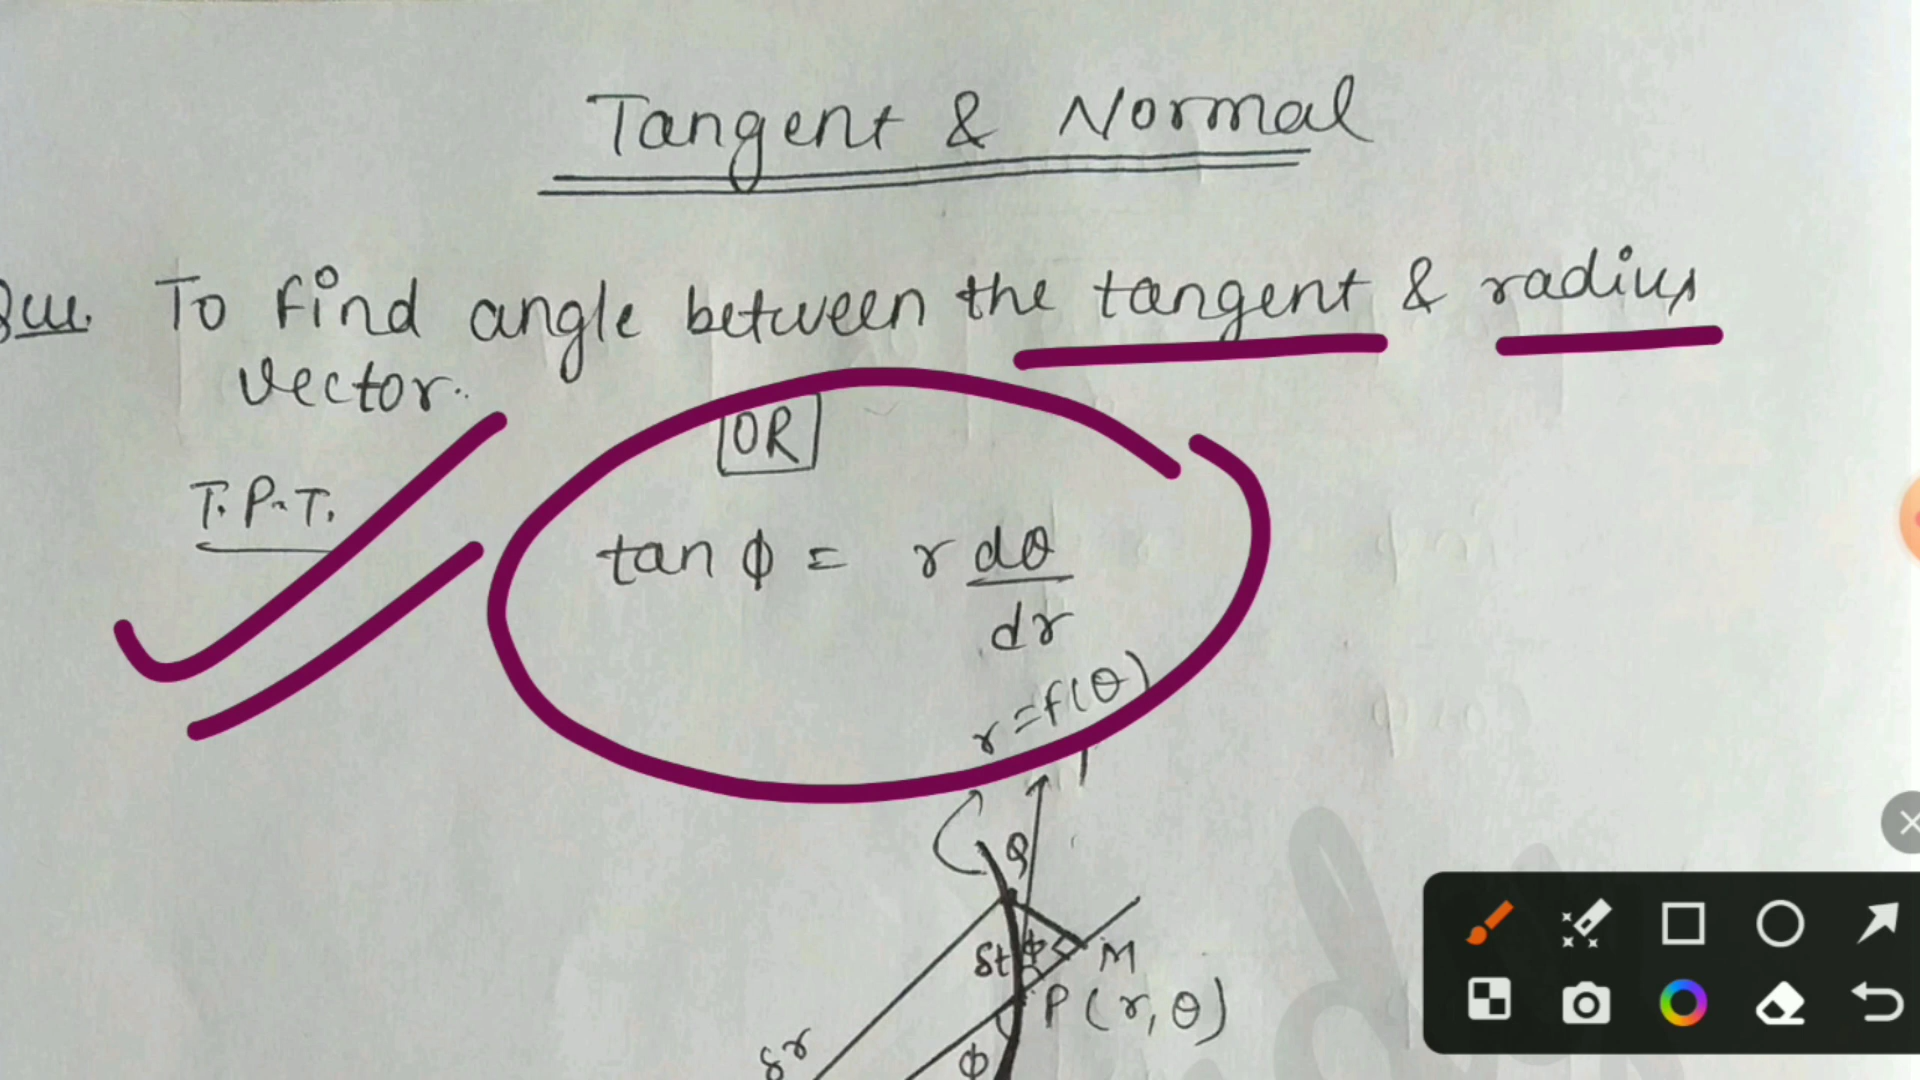 Tangent & Normal
Que. To find angle between the tangent & radius
vector.
OR
T.P.T.
tan ϕ = r dθ
dr
r=f(θ)
T
Q
δt ϕ M
P(r,θ)
δr
ϕ